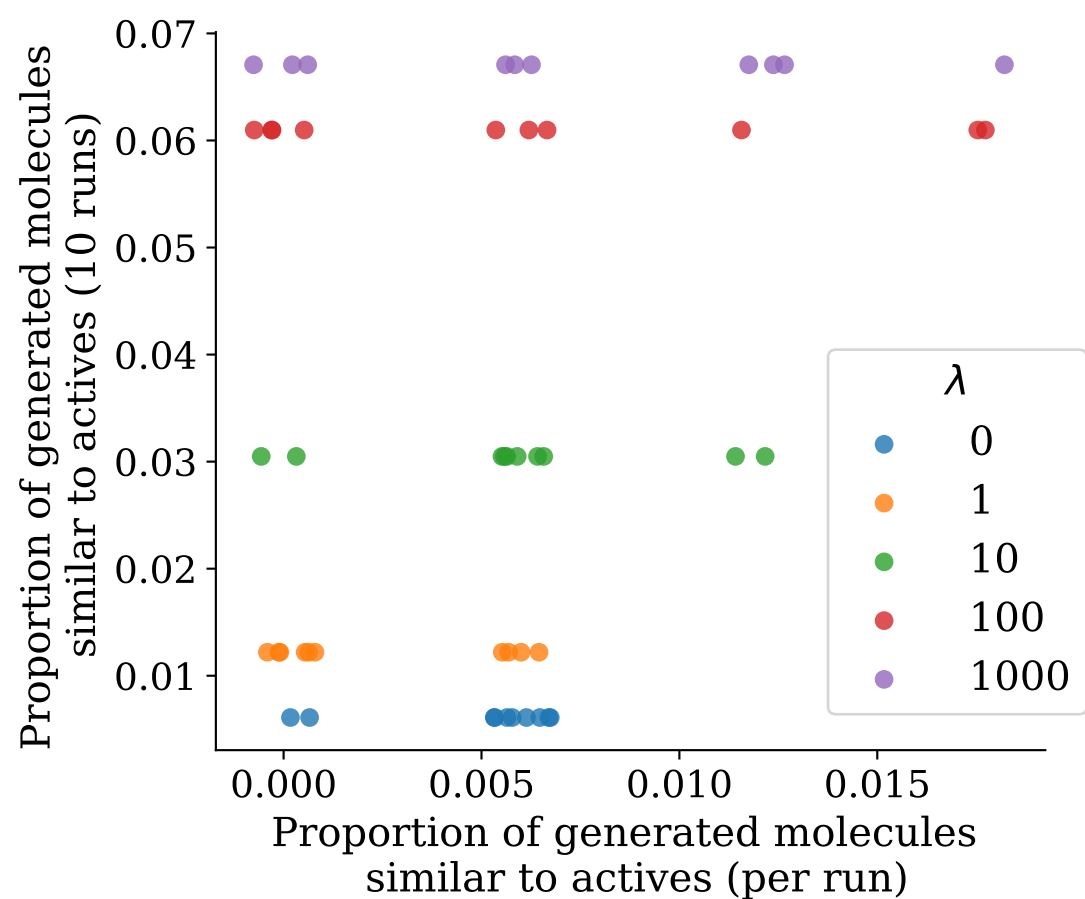 Proportion of generated molecules
similar to actives (10 runs)
0.07
0.06
0.05
0.04
0.03
0.02
0.01
λ
0
1
10
100
1000
0.000 0.005 0.010 0.015
Proportion of generated molecules
similar to actives (per run)